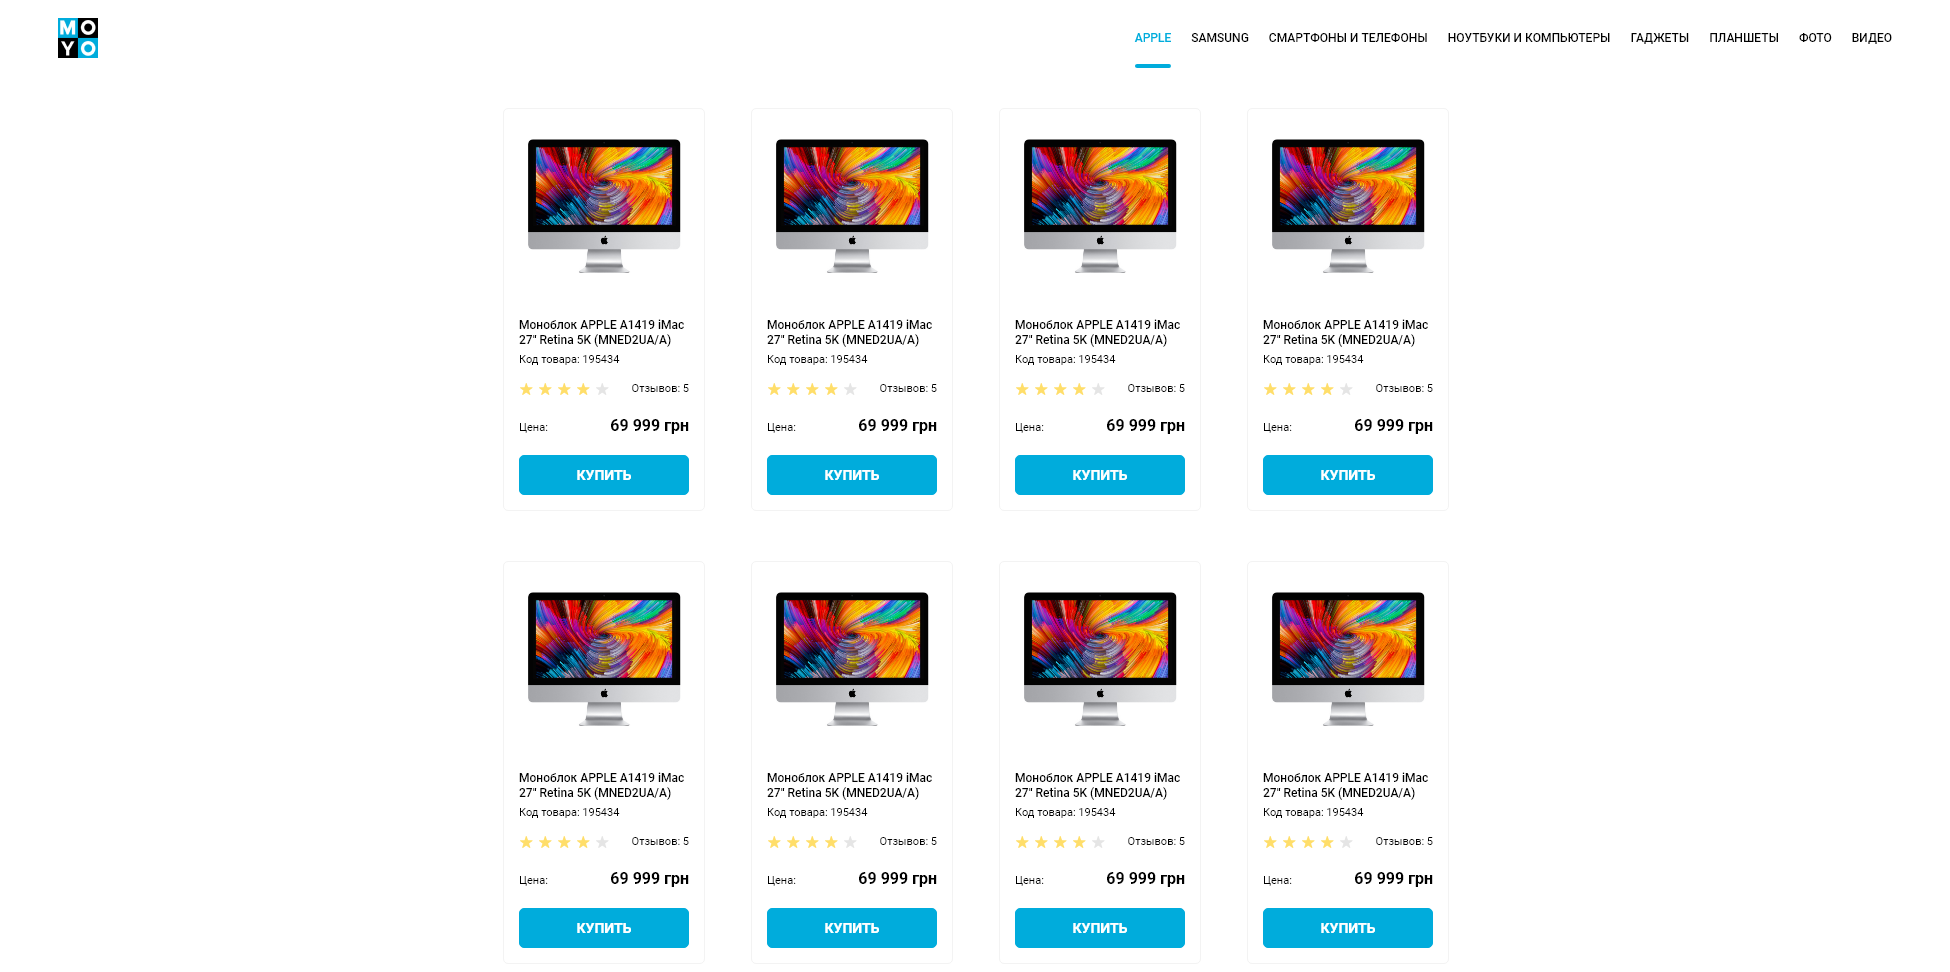 MO
YO
APPLE SAMSUNG СМАРТФОНЫ И ТЕЛЕФОНЫ НОУТБУКИ И КОМПЬЮТЕРЫ ГАДЖЕТЫ ПЛАНШЕТЫ ФОТО ВИДЕО
Моноблок APPLE A1419 iMac
27" Retina 5K (MNED2UA/A)
Код товара: 195434
Отзывов: 5
Цена: 69 999 грн
КУПИТЬ
Моноблок APPLE A1419 iMac
27" Retina 5K (MNED2UA/A)
Код товара: 195434
Отзывов: 5
Цена: 69 999 грн
КУПИТЬ
Моноблок APPLE A1419 iMac
27" Retina 5K (MNED2UA/A)
Код товара: 195434
Отзывов: 5
Цена: 69 999 грн
КУПИТЬ
Моноблок APPLE A1419 iMac
27" Retina 5K (MNED2UA/A)
Код товара: 195434
Отзывов: 5
Цена: 69 999 грн
КУПИТЬ
Моноблок APPLE A1419 iMac
27" Retina 5K (MNED2UA/A)
Код товара: 195434
Отзывов: 5
Цена: 69 999 грн
КУПИТЬ
Моноблок APPLE A1419 iMac
27" Retina 5K (MNED2UA/A)
Код товара: 195434
Отзывов: 5
Цена: 69 999 грн
КУПИТЬ
Моноблок APPLE A1419 iMac
27" Retina 5K (MNED2UA/A)
Код товара: 195434
Отзывов: 5
Цена: 69 999 грн
КУПИТЬ
Моноблок APPLE A1419 iMac
27" Retina 5K (MNED2UA/A)
Код товара: 195434
Отзывов: 5
Цена: 69 999 грн
КУПИТЬ